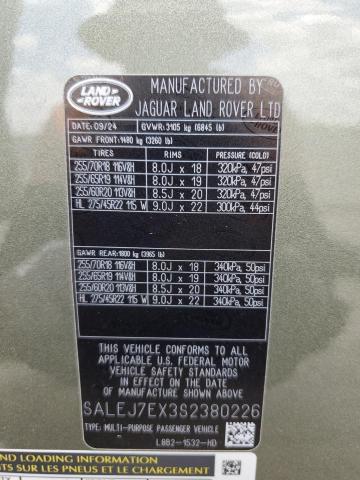 LAND
ROVER
MANUFACTURED BY
JAGUAR LAND ROVER LTD
DATE: 09/24 GVWR: 3105 kg (6845 lb)
GAWR FRONT: 1480 kg (3260 lb)
TIRES RIMS PRESSURE (COLD)
255/70R18 116V&H 8.0J x 18 320kPa, 47psi
255/65R19 114V&H 8.0J x 19 320kPa, 47psi
255/60R20 113V&H 8.5J x 20 320kPa, 47psi
HL 275/45R22 115 W 9.0J x 22 300kPa, 44psi
GAWR REAR: 1800 kg (3965 lb)
255/70R18 116V&H 8.0J x 18 340kPa, 50psi
255/65R19 114V&H 8.0J x 19 340kPa, 50psi
255/60R20 113V&H 8.5J x 20 340kPa, 50psi
HL 275/45R22 115 W 9.0J x 22 340kPa, 50psi
THIS VEHICLE CONFORMS TO ALL
APPLICABLE U.S. FEDERAL MOTOR
VEHICLE SAFETY STANDARDS
IN EFFECT ON THE DATE OF
MANUFACTURE SHOWN ABOVE
SALEJ7EX3S2380226
TYPE: MULTI-PURPOSE PASSENGER VEHICLE
L8B2-1532-HD
ND LOADING INFORMATION
SUR LES PNEUS ET LE CHARGEMENT